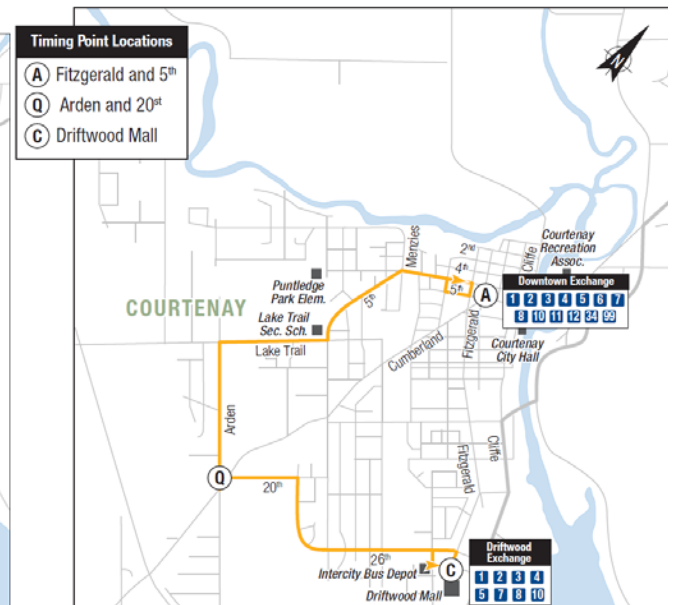 Timing Point Locations
A Fitzgerald and 5th
Q Arden and 20st
C Driftwood Mall
N
Menzies
2nd
4th
5th
A
Cliffe
Courtenay
Recreation
Assoc.
Downtown Exchange
1 2 3 4 5 6 7
8 10 11 12 34 99
Puntledge
Park Elem.
5th
COURTENAY
Lake Trail
Sec. Sch.
Lake Trail
Cumberland
Fitzgerald
Courtenay
City Hall
Arden
Q
20th
Fitzgerald
Cliffe
26th
Intercity Bus Depot
C
Driftwood Mall
Driftwood
Exchange
1 2 3 4
5 7 8 10